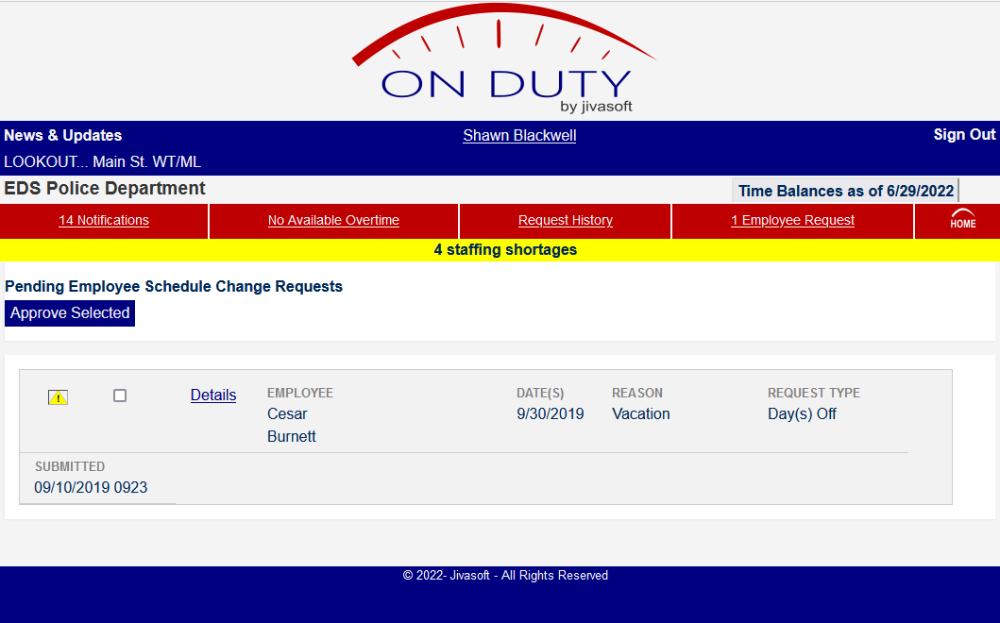 ON DUTY
by jivasoft
News & Updates
Shawn Blackwell
Sign Out
LOOKOUT... Main St. WT/ML
EDS Police Department
Time Balances as of 6/29/2022
14 Notifications
No Available Overtime
Request History
1 Employee Request
HOME
4 staffing shortages
Pending Employee Schedule Change Requests
Approve Selected
!
Details
EMPLOYEE
Cesar
Burnett
DATE(S)
9/30/2019
REASON
Vacation
REQUEST TYPE
Day(s) Off
SUBMITTED
09/10/2019 0923
© 2022- Jivasoft - All Rights Reserved